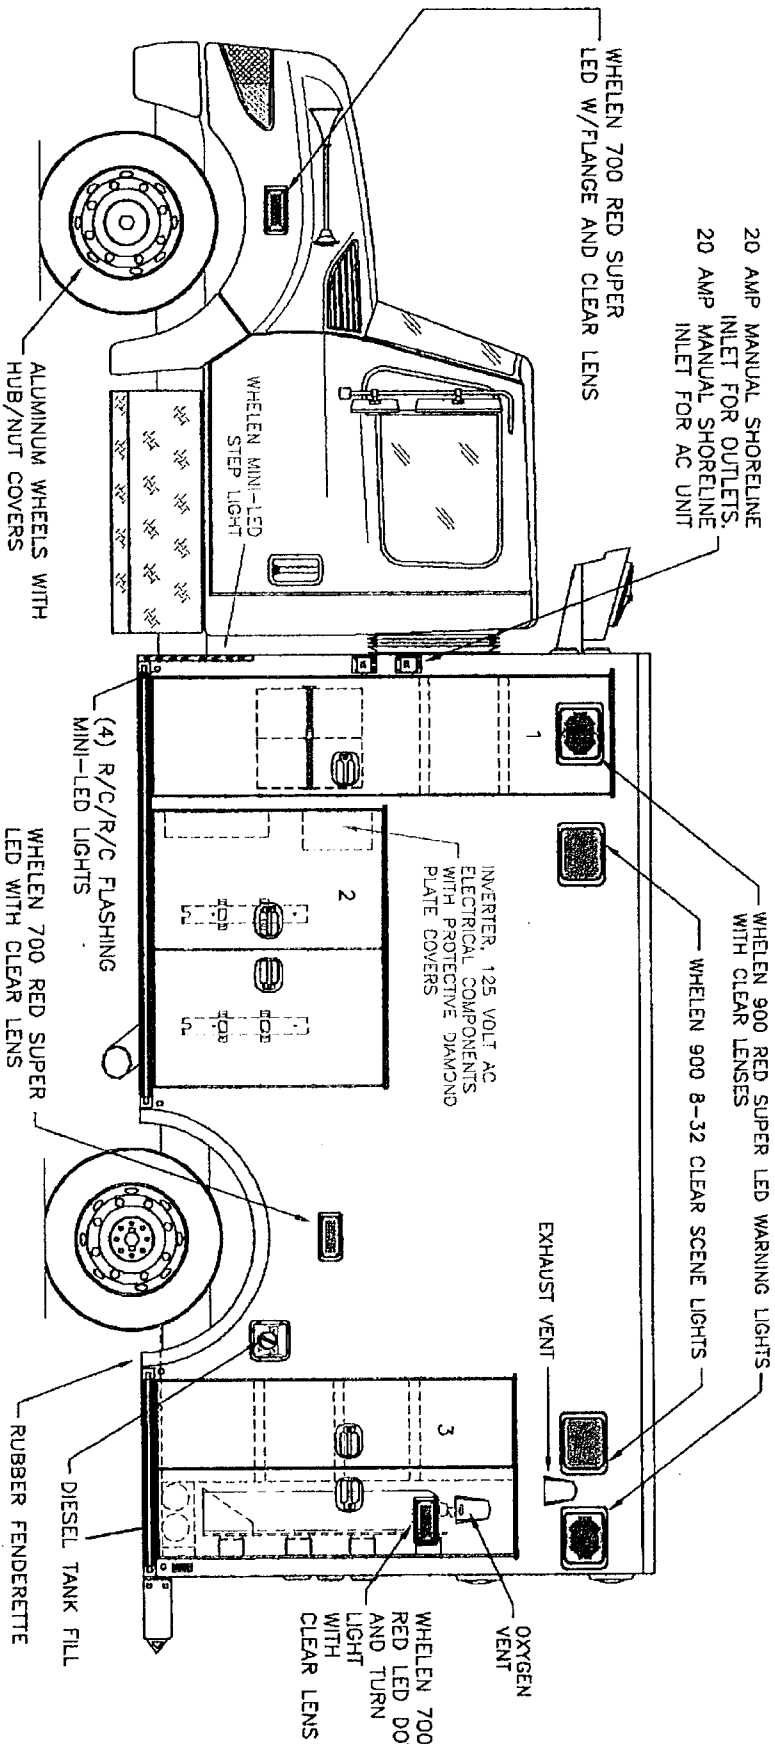 20 AMP MANUAL SHORELINE
INLET FOR OUTLETS.
20 AMP MANUAL SHORELINE
INLET FOR AC UNIT
WHELEN 900 RED SUPER LED WARNING LIGHTS
WITH CLEAR LENSES
WHELEN 900 8-32 CLEAR SCENE LIGHTS
WHELEN 700 RED SUPER
LED W/FLANGE AND CLEAR LENS
EXHAUST VENT
OXYGEN
VENT
WHELEN 700
RED LED DO
AND TURN
LIGHT
WITH
CLEAR LENS
INVERTER, 125 VOLT AC
ELECTRICAL COMPONENTS
WITH PROTECTIVE DIAMOND
PLATE COVERS
1
2
3
WHELEN MINI-LED
STEP LIGHT
ALUMINUM WHEELS WITH
HUB/NUT COVERS
(4) R/C/R/C FLASHING
MINI-LED LIGHTS
WHELEN 700 RED SUPER
LED WITH CLEAR LENS
DIESEL TANK FILL
RUBBER FENDERETTE